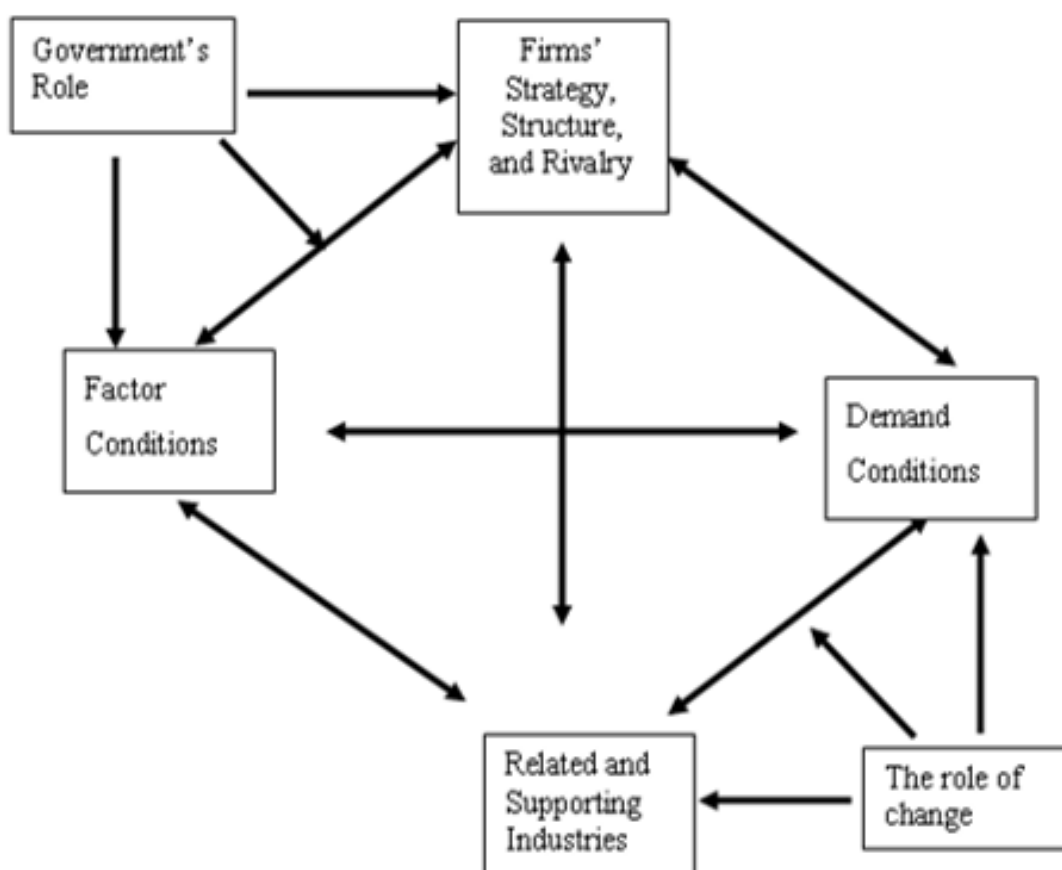 Government's
Role
Firms'
Strategy,
Structure,
and Rivalry
Factor
Conditions
Demand
Conditions
Related and
Supporting
Industries
The role of
change